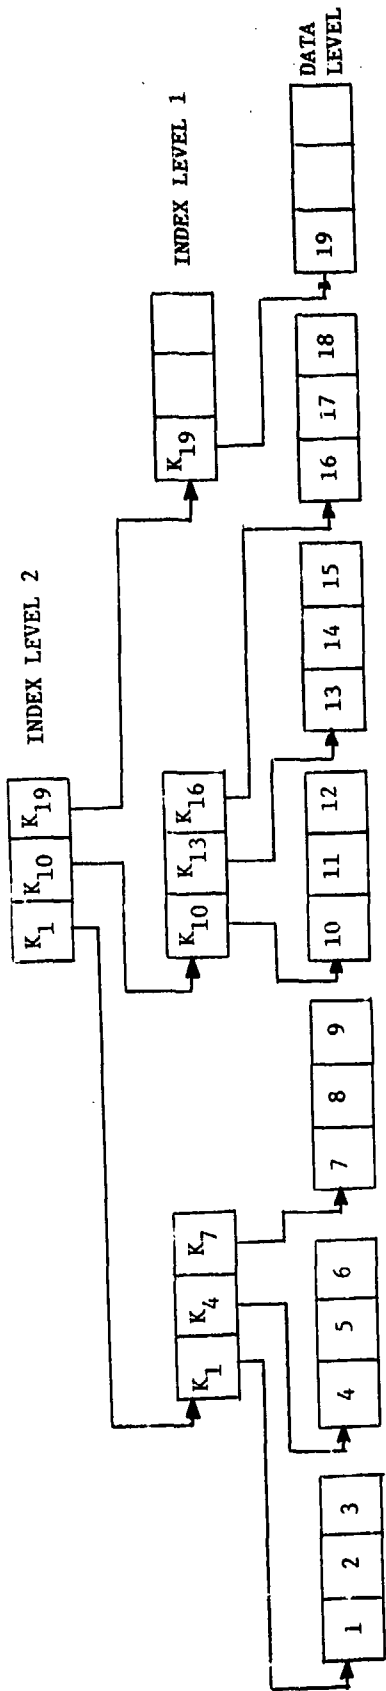 INDEX LEVEL 2
K1 K10 K19
INDEX LEVEL 1
K1 K4 K7
K10 K13 K16
K19
DATA
LEVEL
1 2 3
4 5 6
7 8 9
10 11 12
13 14 15
16 17 18
19